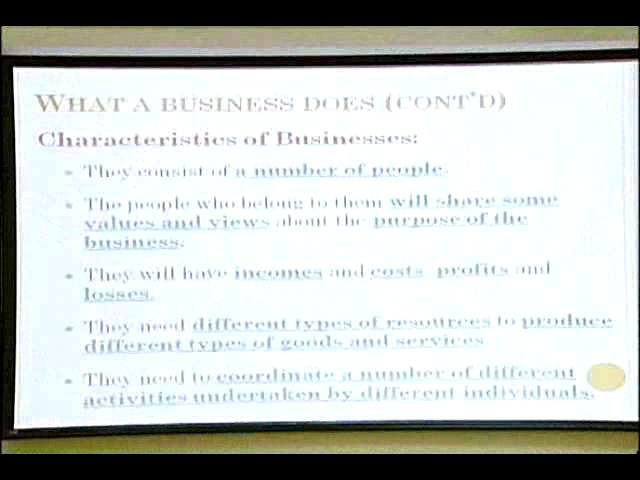 WHAT A BUSINESS DOES (CONT'D)
Characteristics of Businesses:
They consist of a number of people.
The people who belong to them will share some
values and views about the purpose of the
business.
They will have incomes and costs profits and
losses.
They need different types of resources to produce
different types of goods and services.
They need to coordinate a number of different
activities undertaken by different individuals.